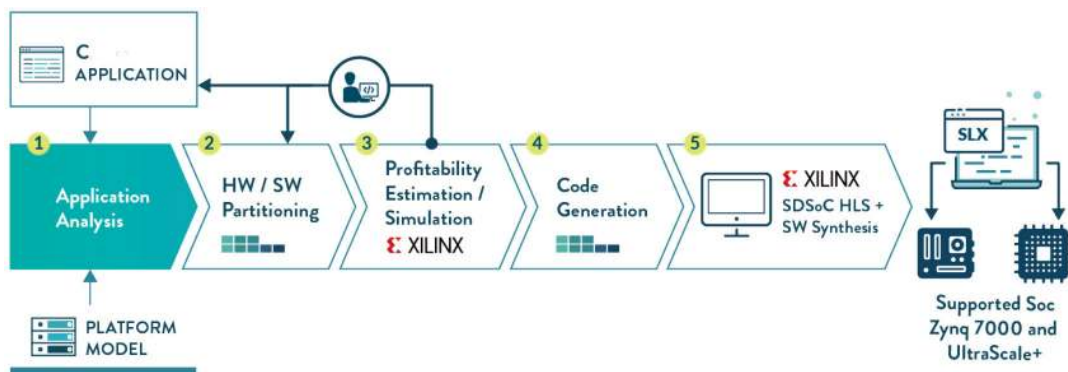 C
APPLICATION
1
Application
Analysis
PLATFORM
MODEL
2
HW / SW
Partitioning
3
Profitability
Estimation /
Simulation
XILINX
4
Code
Generation
5
XILINX
SDSoC HLS +
SW Synthesis
SLX
Supported Soc
Zynq 7000 and
UltraScale+